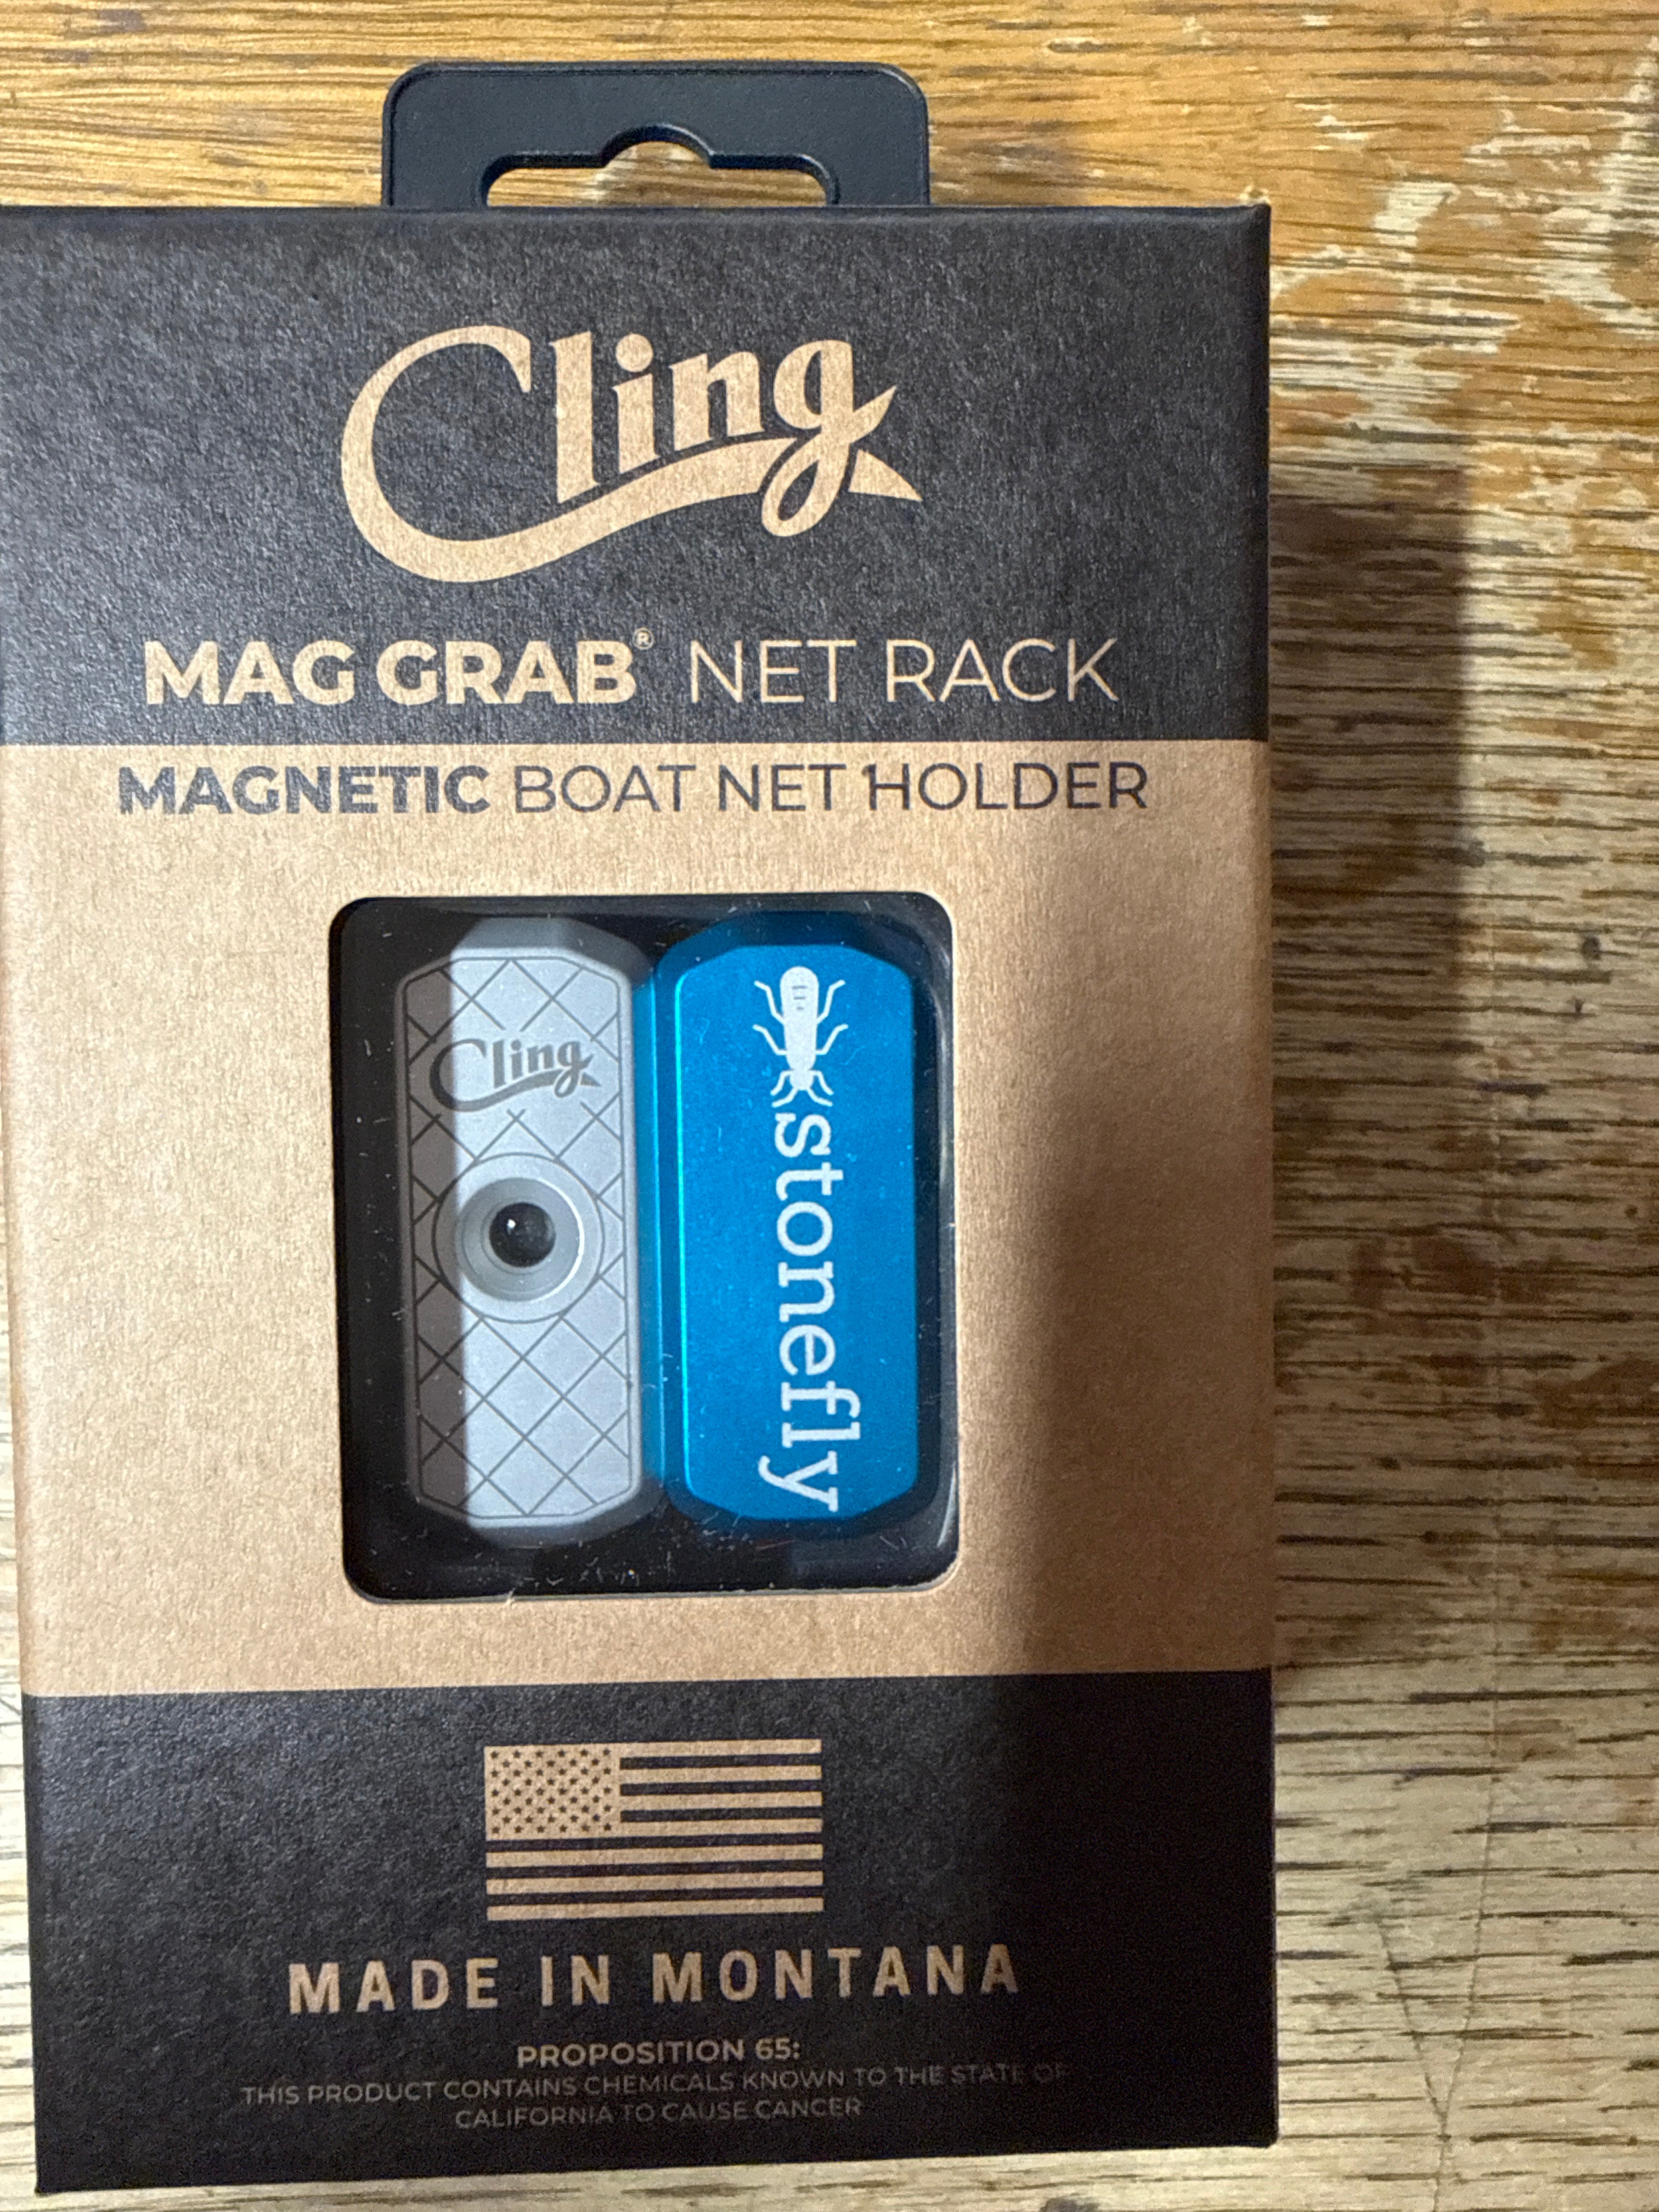 Cling
MAG GRAB® NET RACK
MAGNETIC BOAT NET HOLDER
Cling
stonefly
MADE IN MONTANA
PROPOSITION 65:
THIS PRODUCT CONTAINS CHEMICALS KNOWN TO THE STATE OF
CALIFORNIA TO CAUSE CANCER